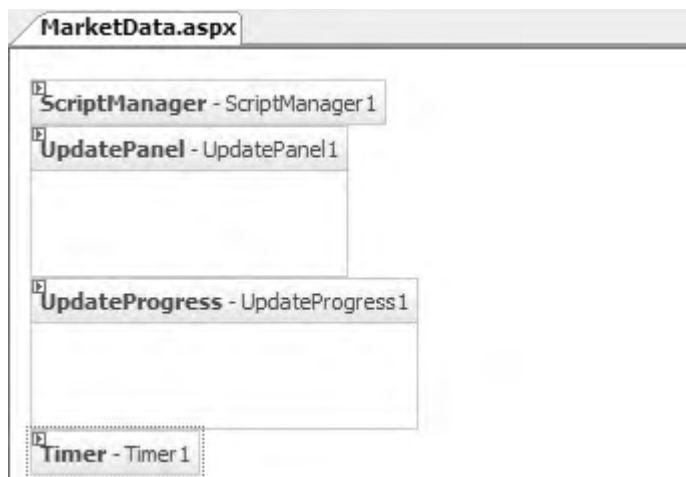 MarketData.aspx
ScriptManager - ScriptManager1
UpdatePanel - UpdatePanel1
UpdateProgress - UpdateProgress1
Timer - Timer1